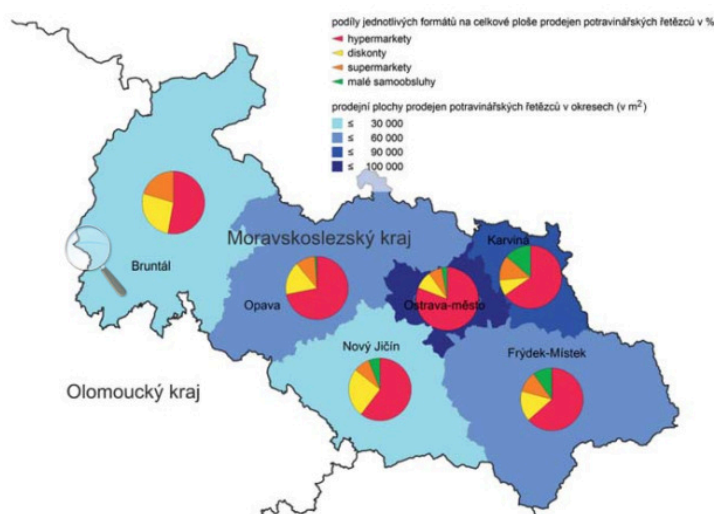 podíly jednotlivých formátů na celkové ploše prodejen potravinářských řetězců v %
hypermarkety
diskonty
supermarkety
malé samoobsluhy
prodejní plochy prodejen potravinářských řetězců v okresech (v m²)
≤ 30 000
≤ 60 000
≤ 90 000
≤ 100 000
Moravskoslezský kraj
Karviná
Bruntál
Opava
Ostrava-město
Nový Jičín
Frýdek-Místek
Olomoucký kraj